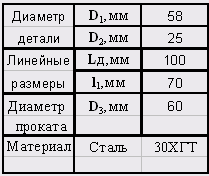 Диаметр D1, мм 58
детали D2, мм 25
Линейные Lд, мм 100
размеры l1, мм 70
Диаметр D3, мм 60
проката
Материал Сталь 30ХГТ